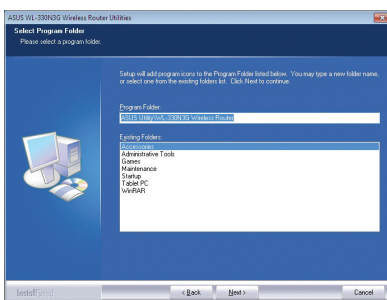 ASUS WL-330N3G Wireless Router Utilities
Select Program Folder
Please select a program folder.
Setup will add program icons to the Program Folder listed below. You may type a new folder name,
or select one from the existing folders list. Click Next to continue.
Program Folder:
ASUS Utility\WL-330N3G Wireless Router
Existing Folders:
Accessories
Administrative Tools
Games
Maintenance
Startup
Tablet PC
WinRAR
InstallShield
< Back
Next >
Cancel